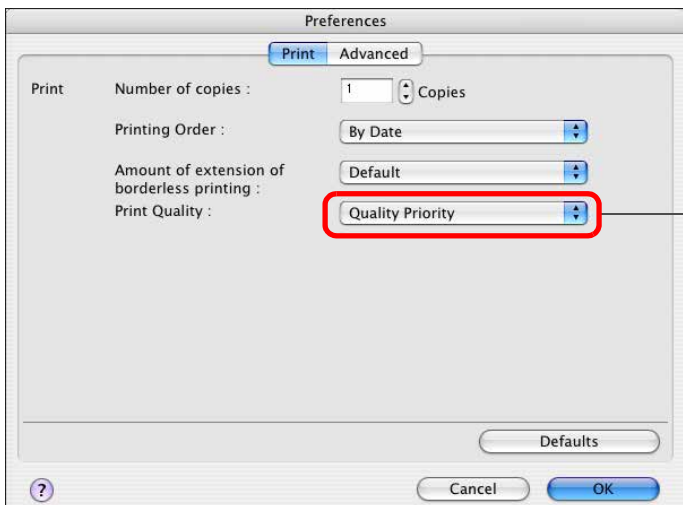 Preferences
Print Advanced
Print Number of copies : 1 Copies
Printing Order : By Date
Amount of extension of Default
borderless printing :
Print Quality : Quality Priority
Defaults
? Cancel OK